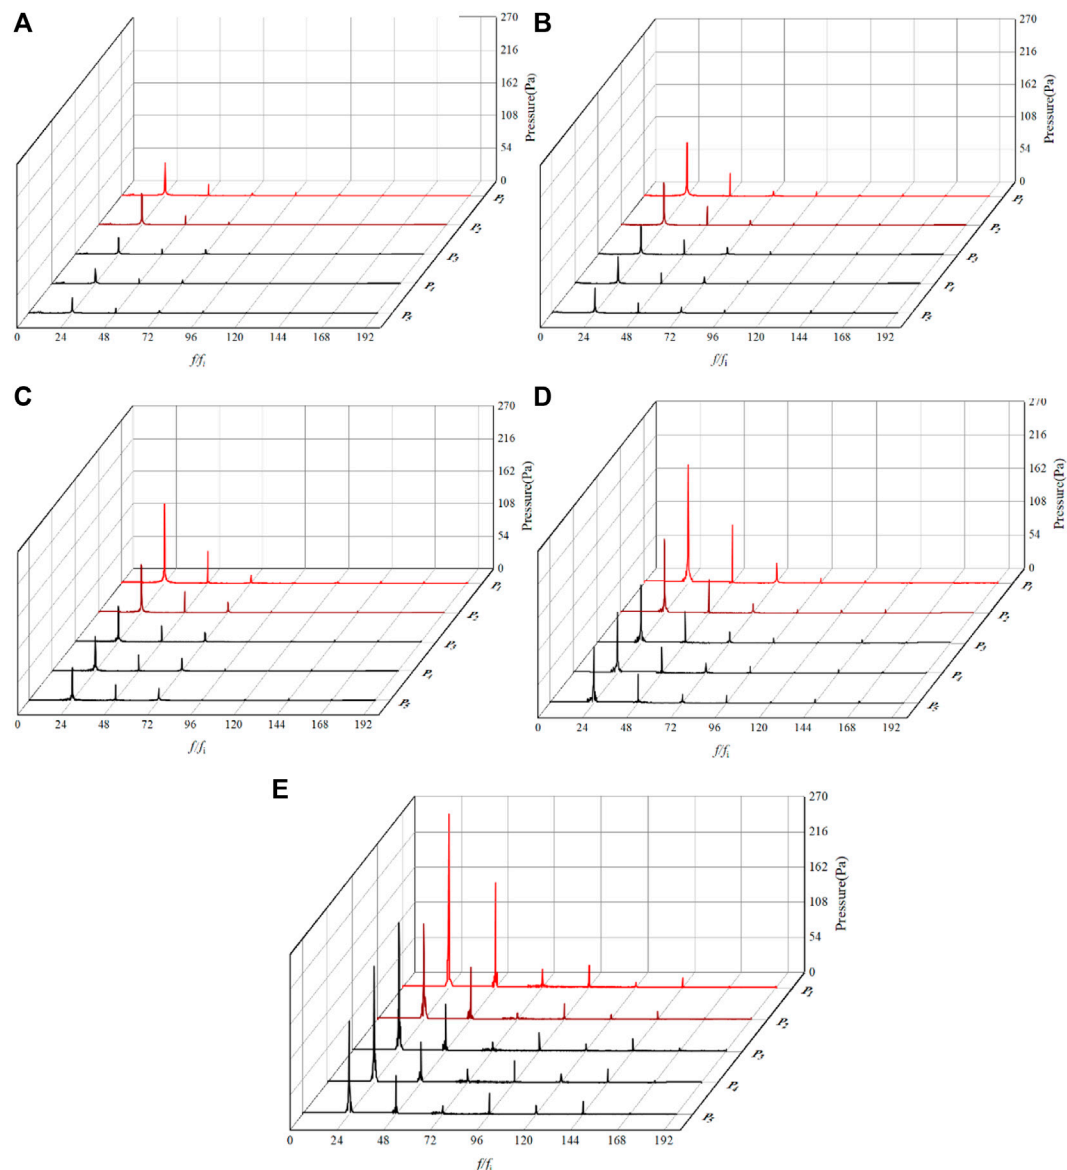 A
270
216
162
108
54
0
Pressure(Pa)
P1
P2
P3
P4
P5
0 24 48 72 96 120 144 168 192
f/fi
B
270
216
162
108
54
0
Pressure(Pa)
P1
P2
P3
P4
P5
0 24 48 72 96 120 144 168 192
f/fi
C
270
216
162
108
54
0
Pressure(Pa)
P1
P2
P3
P4
P5
0 24 48 72 96 120 144 168 192
f/fi
D
270
216
162
108
54
0
Pressure(Pa)
P1
P2
P3
P4
P5
0 24 48 72 96 120 144 168 192
f/fi
E
270
216
162
108
54
0
Pressure(Pa)
P1
P2
P3
P4
P5
0 24 48 72 96 120 144 168 192
f/fi